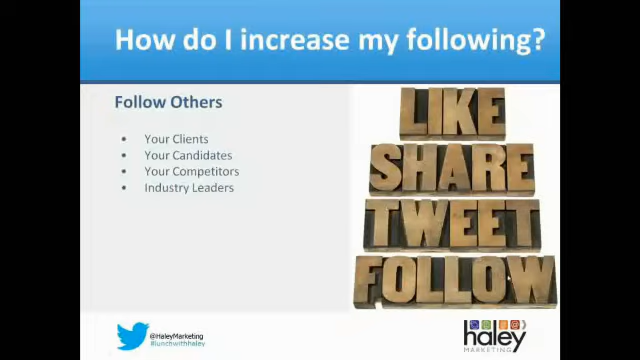 How do I increase my following?
Follow Others
• Your Clients
• Your Candidates
• Your Competitors
• Industry Leaders
LIKE
SHARE
TWEET
FOLLOW
@HaleyMarketing
#lunchwithhaley
haley
MARKETING